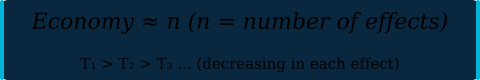 Economy ≈ n (n = number of effects)
T₁ > T₂ > T₃ ... (decreasing in each effect)